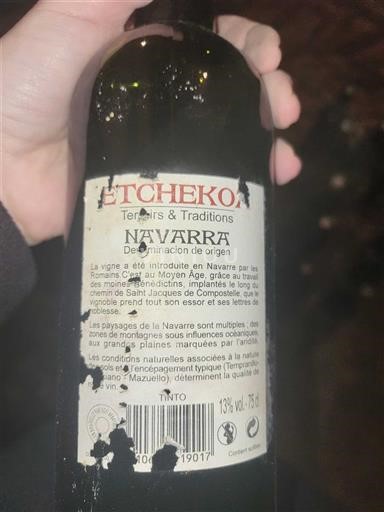 ETCHEKO
& Traditions
NAVARRA
Denominacion de origen
La vigne a été introduite en Navarre par les
Romains.C'est au Moyen Âge, grâce au travail
des moines Bénédictins, implantés le long du
chemin de Saint Jacques de Compostelle, que le
vignoble prend tout son essor et ses lettres de
noblesse.
Les paysages de la Navarre sont multiples : des
zones de montagnes sous influences océaniques,
aux grandes plaines marquées par l'aridité.
Les conditions naturelles associées à la nature
sols et l'encépagement typique
- Mazuello), déterminent la qualité de
vin.
TINTO
13% vol.- 75 cl
19017
Contient sulfites